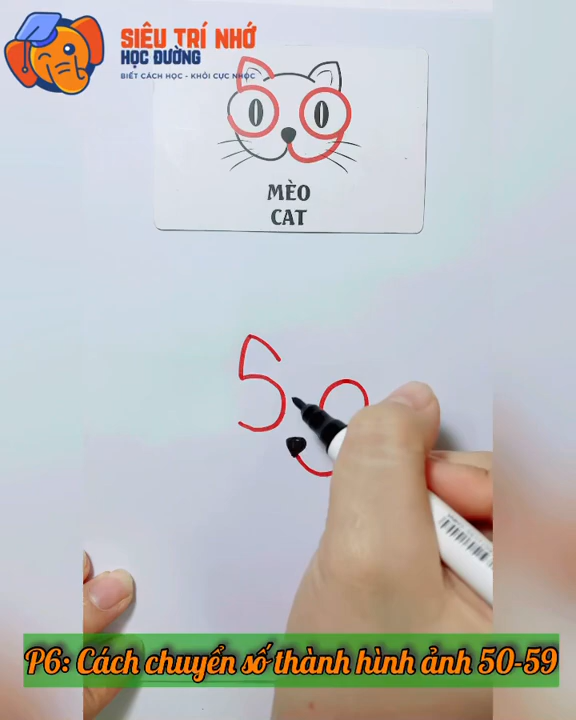 SIÊU TRÍ NHỚ
HỌC ĐƯỜNG
BIẾT CÁCH HỌC - KHỎI CỰC NHỌC
MÈO
CAT
59
P6: Cách chuyển số thành hình ảnh 50-59